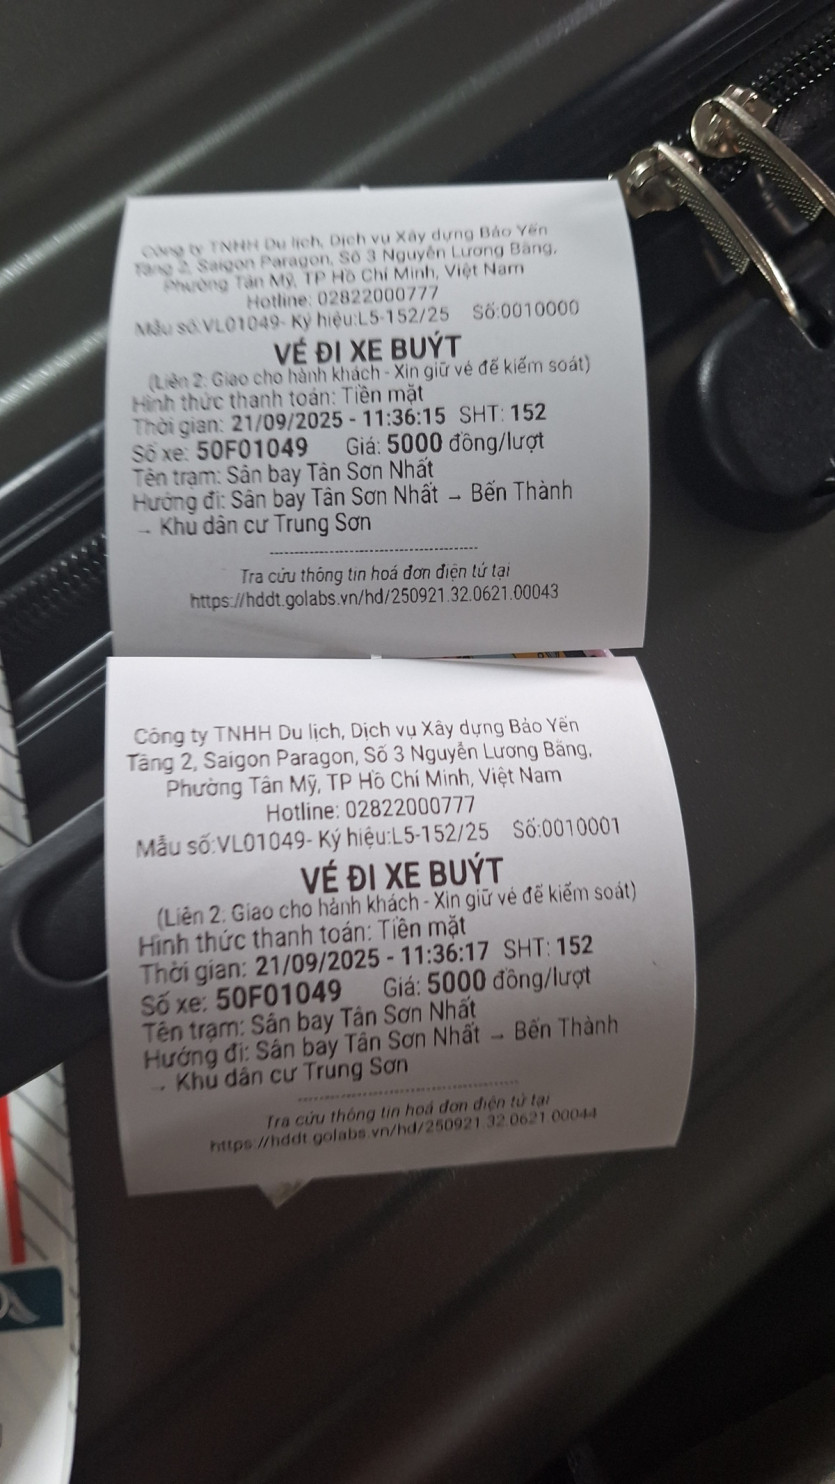 Công ty TNHH Du lịch, Dịch vụ Xây dựng Bảo Yến
Tầng 2, Saigon Paragon, Số 3 Nguyễn Lương Bằng,
Phường Tân Mỹ, TP Hồ Chí Minh, Việt Nam
Hotline: 02822000777
Mẫu số:VL01049- Ký hiệu:L5-152/25 Số:0010000
VÉ ĐI XE BUÝT
(Liên 2: Giao cho hành khách - Xin giữ vé để kiểm soát)
Hình thức thanh toán: Tiền mặt
Thời gian: 21/09/2025 - 11:36:15 SHT: 152
Số xe: 50F01049 Giá: 5000 đồng/lượt
Tên trạm: Sân bay Tân Sơn Nhất
Hướng đi: Sân bay Tân Sơn Nhất → Bến Thành
→ Khu dân cư Trung Sơn
Tra cứu thông tin hoá đơn điện tử tại
https://hddt.golabs.vn/hd/250921.32.0621.00043
Công ty TNHH Du lịch, Dịch vụ Xây dựng Bảo Yến
Tầng 2, Saigon Paragon, Số 3 Nguyễn Lương Bằng,
Phường Tân Mỹ, TP Hồ Chí Minh, Việt Nam
Hotline: 02822000777
Mẫu số:VL01049- Ký hiệu:L5-152/25 Số:0010001
VÉ ĐI XE BUÝT
(Liên 2: Giao cho hành khách - Xin giữ vé để kiểm soát)
Hình thức thanh toán: Tiền mặt
Thời gian: 21/09/2025 - 11:36:17 SHT: 152
Số xe: 50F01049 Giá: 5000 đồng/lượt
Tên trạm: Sân bay Tân Sơn Nhất
Hướng đi: Sân bay Tân Sơn Nhất → Bến Thành
→ Khu dân cư Trung Sơn
Tra cứu thông tin hoá đơn điện tử tại
https://hddt.golabs.vn/hd/250921.32.0621.00044